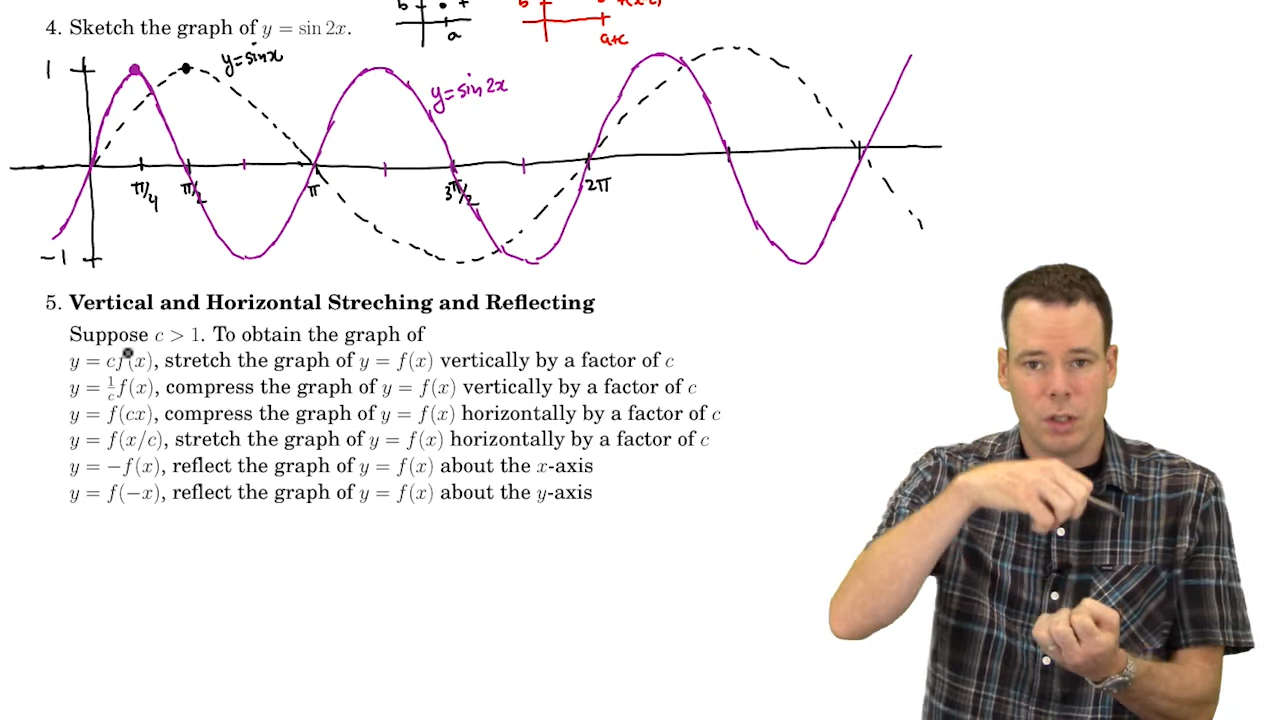 b
a
a+c
4. Sketch the graph of y = sin 2x.
1
y=sinx
y=sin2x
π/4 π/2 π 3π/2 2π
-1
5. Vertical and Horizontal Streching and Reflecting
Suppose c > 1. To obtain the graph of
y = cf(x), stretch the graph of y = f(x) vertically by a factor of c
y = 1/c f(x), compress the graph of y = f(x) vertically by a factor of c
y = f(cx), compress the graph of y = f(x) horizontally by a factor of c
y = f(x/c), stretch the graph of y = f(x) horizontally by a factor of c
y = −f(x), reflect the graph of y = f(x) about the x-axis
y = f(−x), reflect the graph of y = f(x) about the y-axis